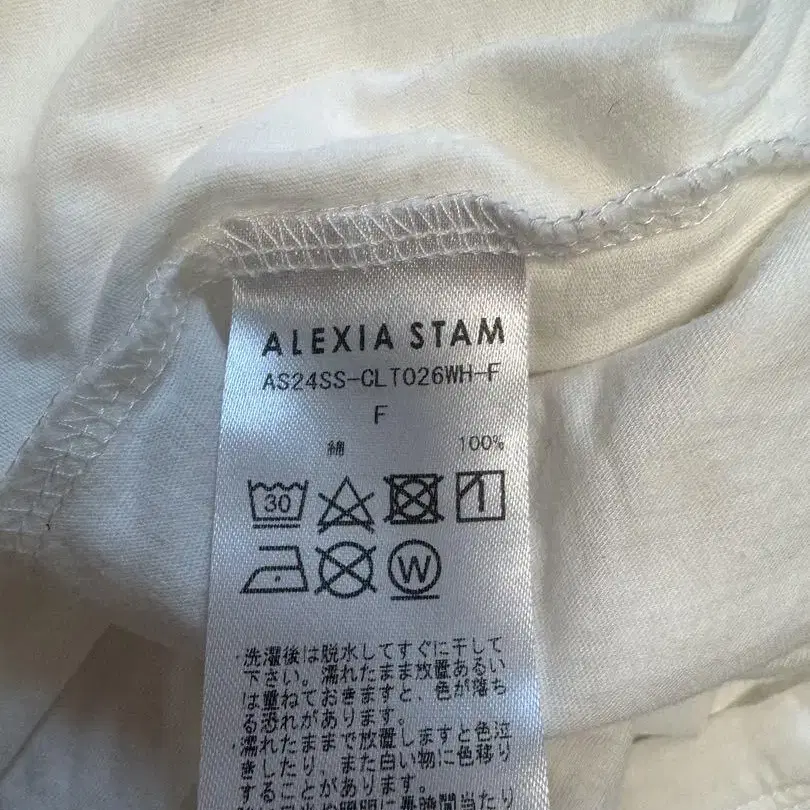 ALEXIA STAM
AS24SS-CLT026WH-F
F
綿 100%
30
W
・洗濯後は脱水してすぐに干して
下さい。濡れたまま放置あるい
は重ねておきますと、色が落ち
る恐れがあります。
・濡れたままで放置しますと色泣
きしたり、また白い物に色移り
することがあります。